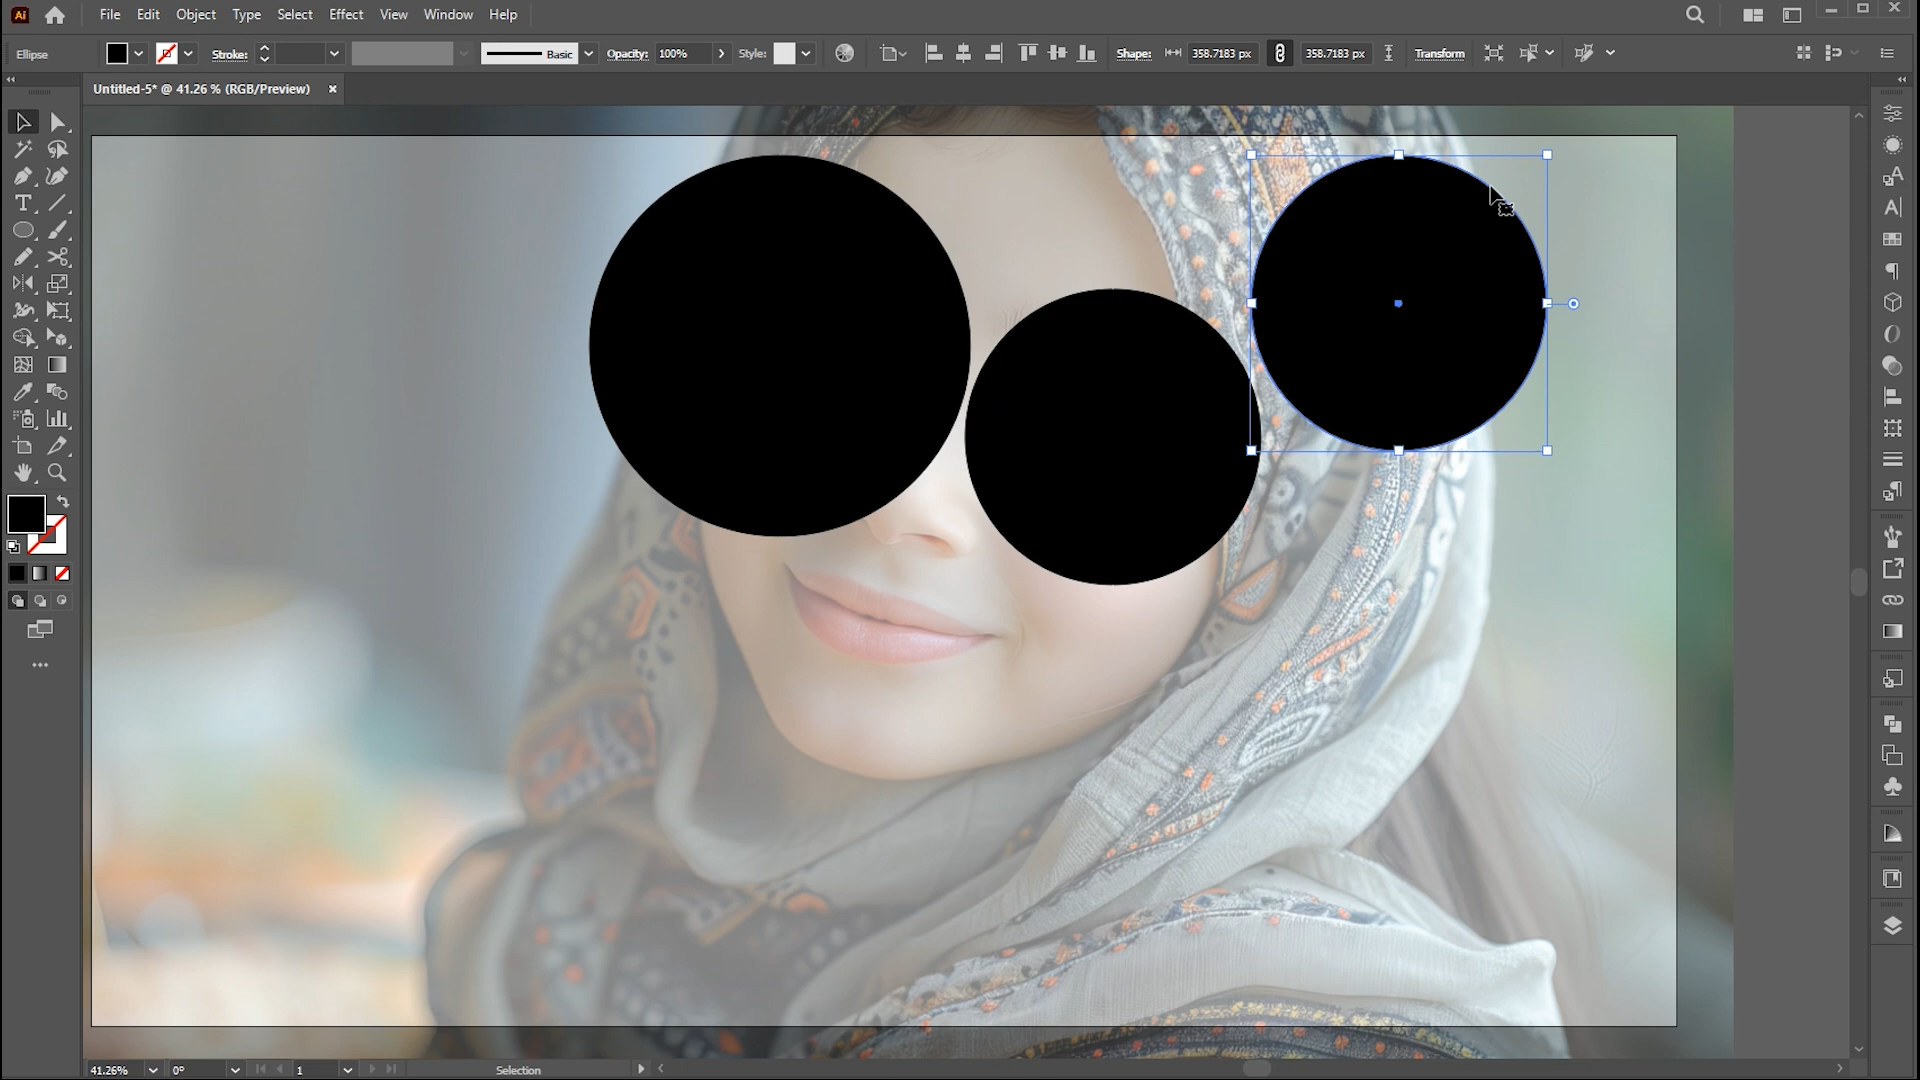 Ai File Edit Object Type Select Effect View Window Help
Ellipse Stroke: Basic Opacity: 100% Style: Shape: 358.7183 px 358.7183 px Transform
Untitled-5* @ 41.26 % (RGB/Preview) ×
41.26% 0° 1 Selection